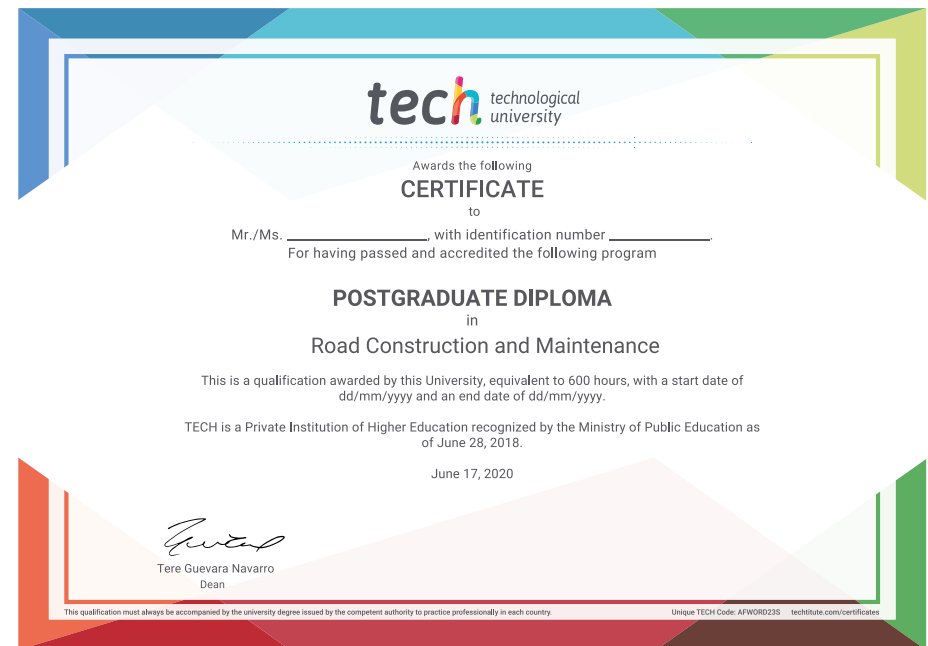 tech technological
university
Awards the following
CERTIFICATE
to
Mr./Ms. ____________________, with identification number ______________.
For having passed and accredited the following program
POSTGRADUATE DIPLOMA
in
Road Construction and Maintenance
This is a qualification awarded by this University, equivalent to 600 hours, with a start date of
dd/mm/yyyy and an end date of dd/mm/yyyy.
TECH is a Private Institution of Higher Education recognized by the Ministry of Public Education as
of June 28, 2018.
June 17, 2020
Tere Guevara Navarro
Dean
This qualification must always be accompanied by the university degree issued by the competent authority to practice professionally in each country.
Unique TECH Code: AFWORD23S techtitute.com/certificates